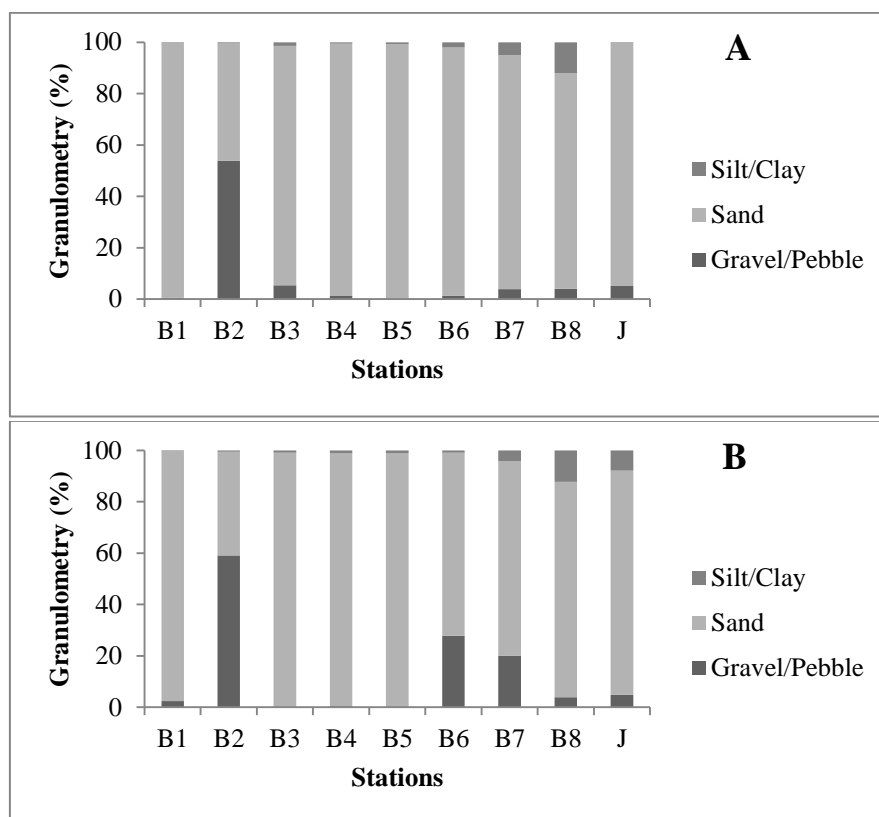 A
Granulometry (%)
100
80
60
40
20
0
B1 B2 B3 B4 B5 B6 B7 B8 J
Stations
Silt/Clay
Sand
Gravel/Pebble
B
Granulometry (%)
100
80
60
40
20
0
B1 B2 B3 B4 B5 B6 B7 B8 J
Stations
Silt/Clay
Sand
Gravel/Pebble